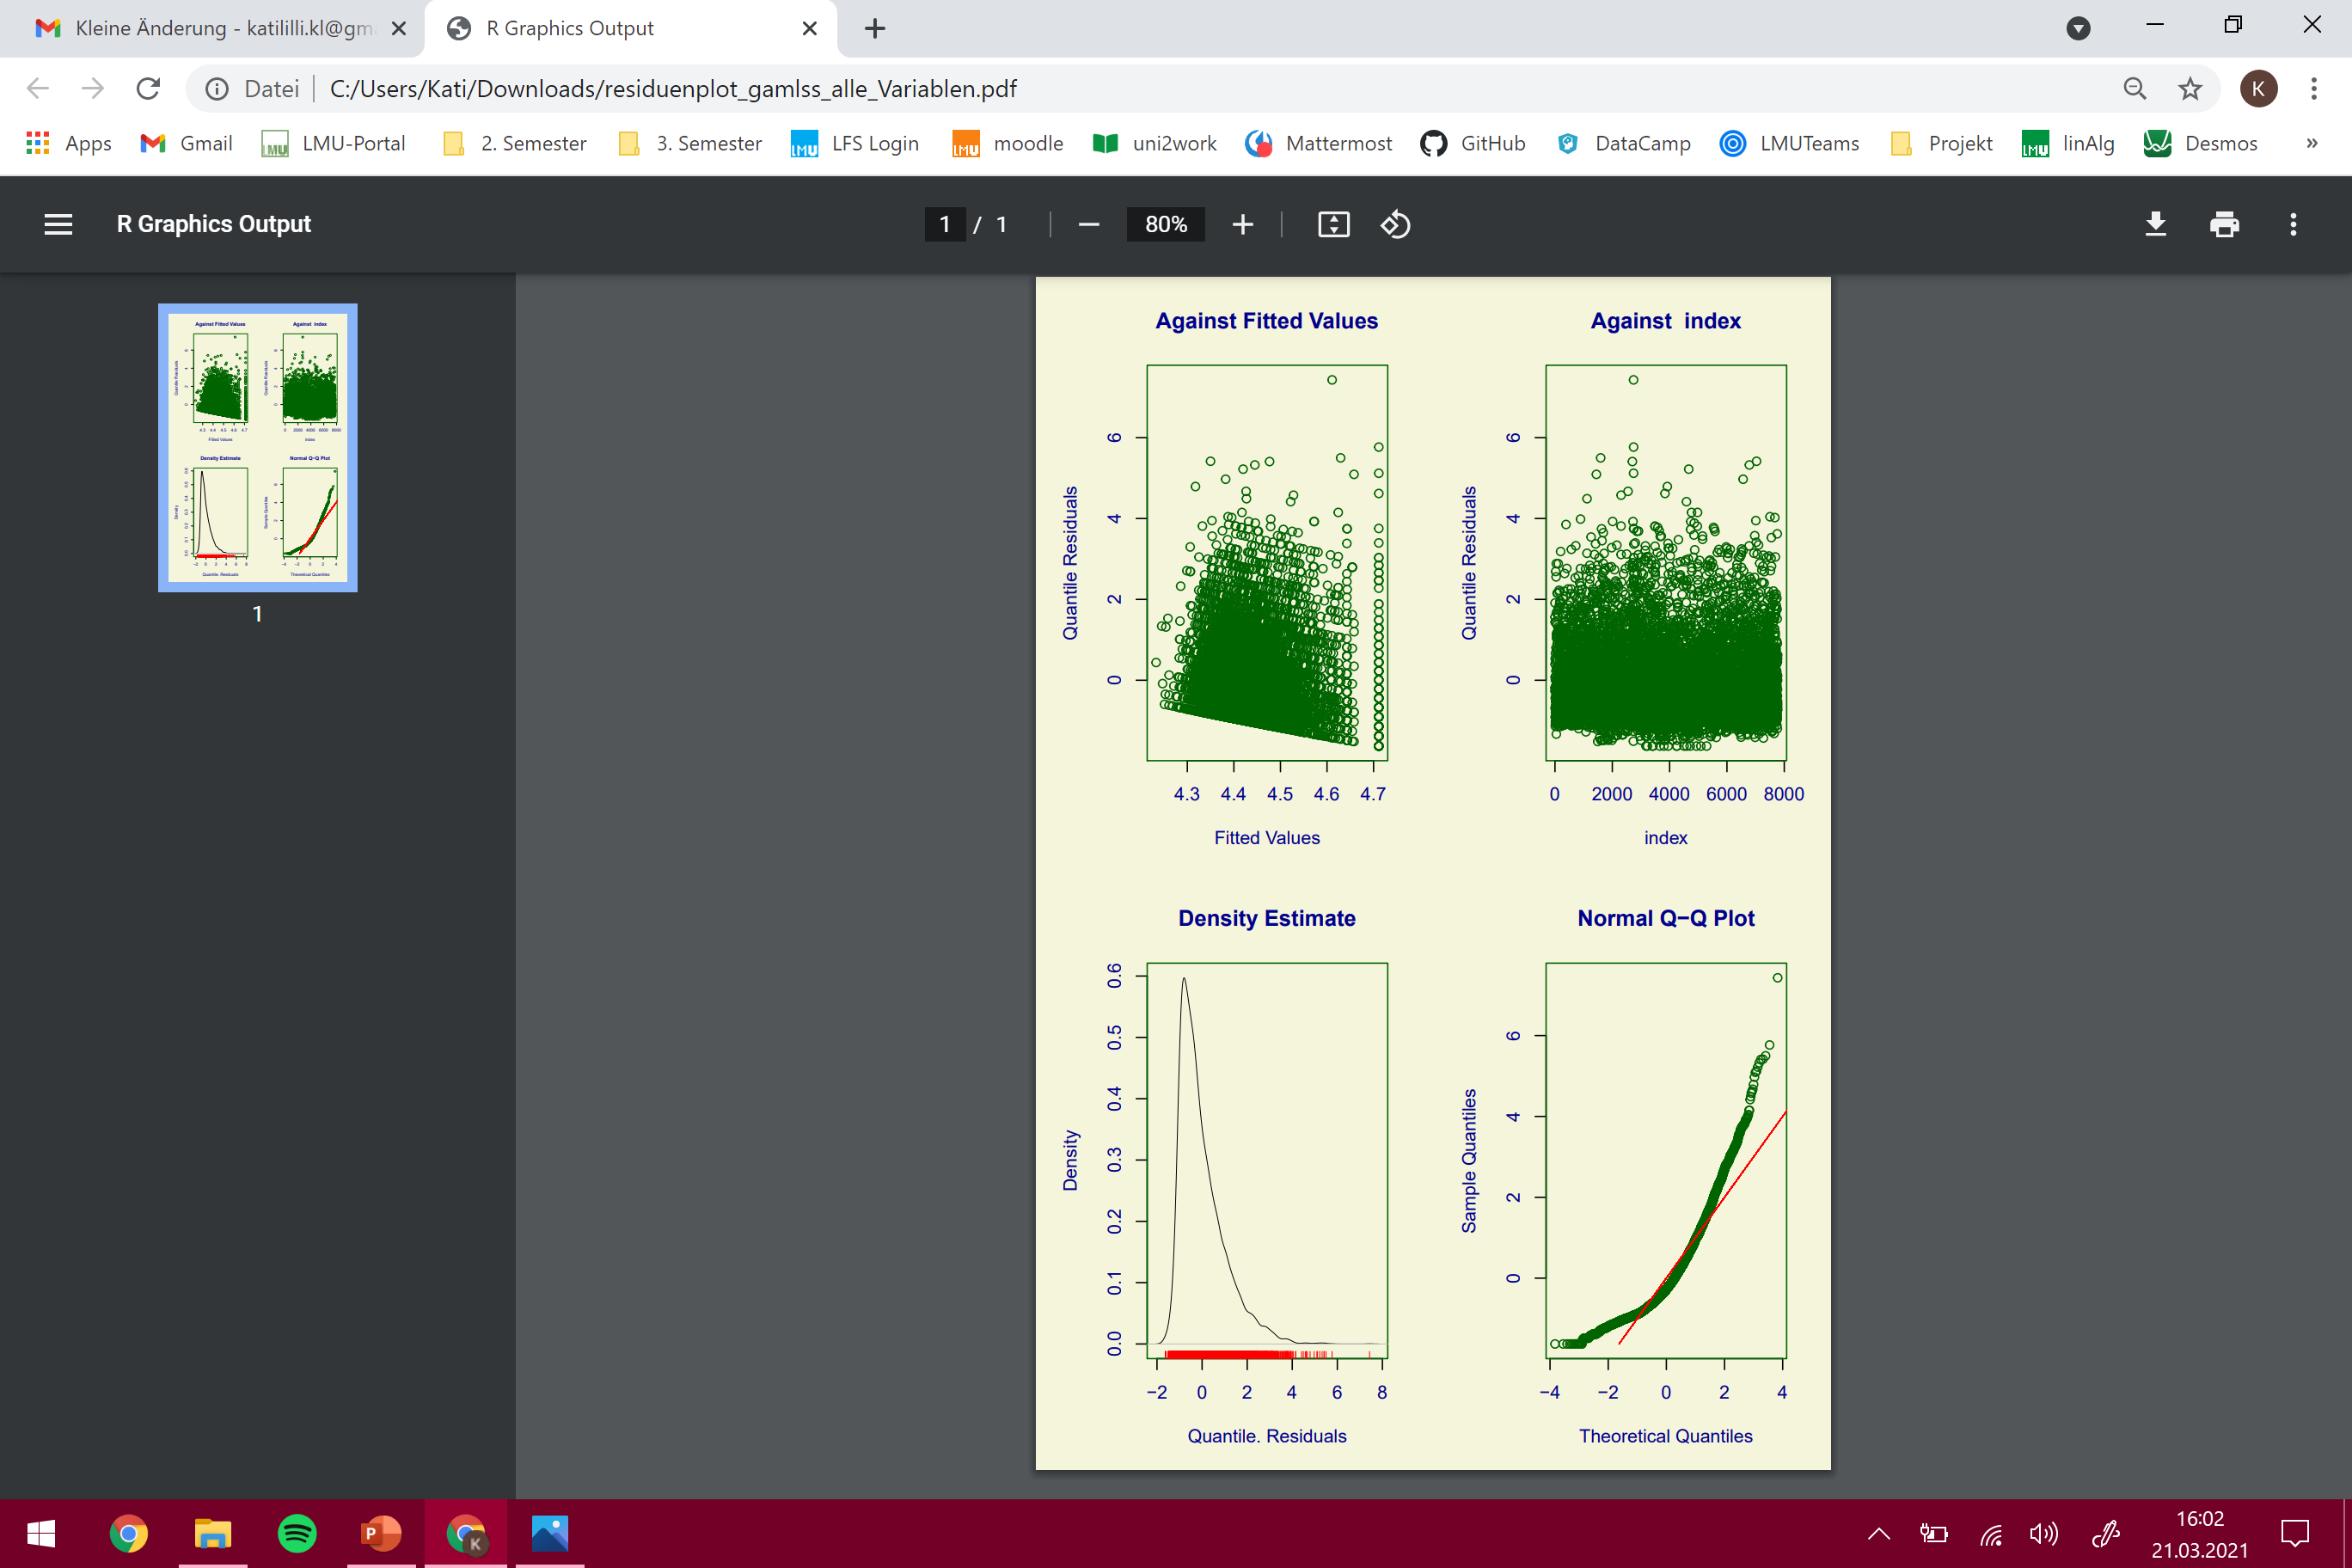 Kleine Änderung - katililli.kl@gm
R Graphics Output
Datei C:/Users/Kati/Downloads/residuenplot_gamlss_alle_Variablen.pdf
K
Apps Gmail LMU-Portal 2. Semester 3. Semester LFS Login moodle uni2work Mattermost GitHub DataCamp LMUTeams Projekt linAlg Desmos »
R Graphics Output 1 / 1 80%
1
Against Fitted Values
Quantile Residuals
0 2 4 6
4.3 4.4 4.5 4.6 4.7
Fitted Values
Against index
Quantile Residuals
0 2 4 6
0 2000 4000 6000 8000
index
Density Estimate
Density
0.0 0.1 0.2 0.3 0.4 0.5 0.6
−2 0 2 4 6 8
Quantile. Residuals
Normal Q−Q Plot
Sample Quantiles
0 2 4 6
−4 −2 0 2 4
Theoretical Quantiles
16:02
21.03.2021